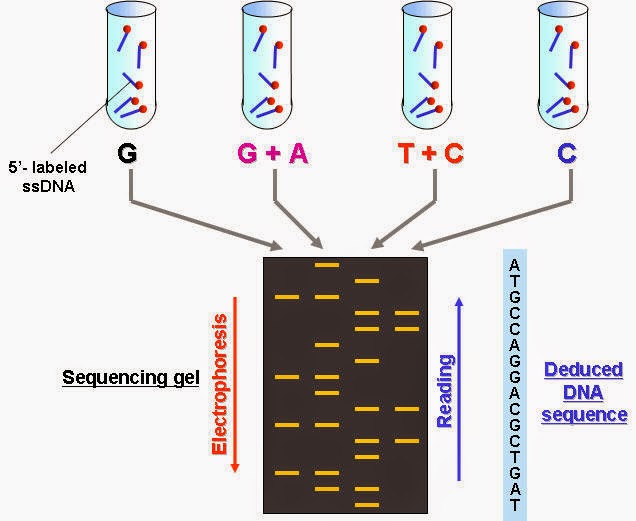 5'- labeled
ssDNA
G
G + A
T + C
C
Sequencing gel
Electrophoresis
Reading
A
T
G
C
C
A
G
G
A
C
G
C
T
G
A
T
Deduced
DNA
sequence